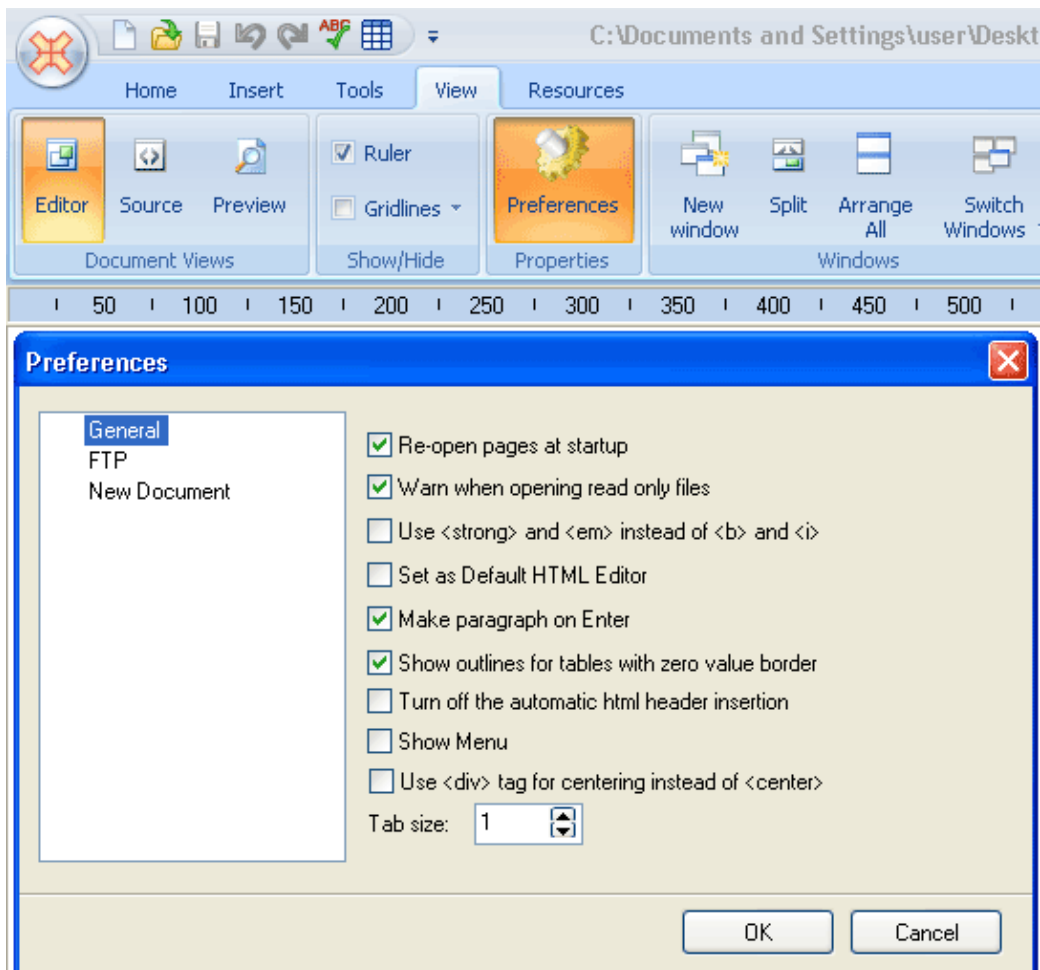 ABC
C:\Documents and Settings\user\Deskt
Home Insert Tools View Resources
Ruler
Gridlines
Editor Source Preview Preferences New window Split Arrange All Switch Windows
Document Views Show/Hide Properties Windows
50 100 150 200 250 300 350 400 450 500
Preferences
General
FTP
New Document
Re-open pages at startup
Warn when opening read only files
Use <strong> and <em> instead of <b> and <i>
Set as Default HTML Editor
Make paragraph on Enter
Show outlines for tables with zero value border
Turn off the automatic html header insertion
Show Menu
Use <div> tag for centering instead of <center>
Tab size: 1
OK Cancel